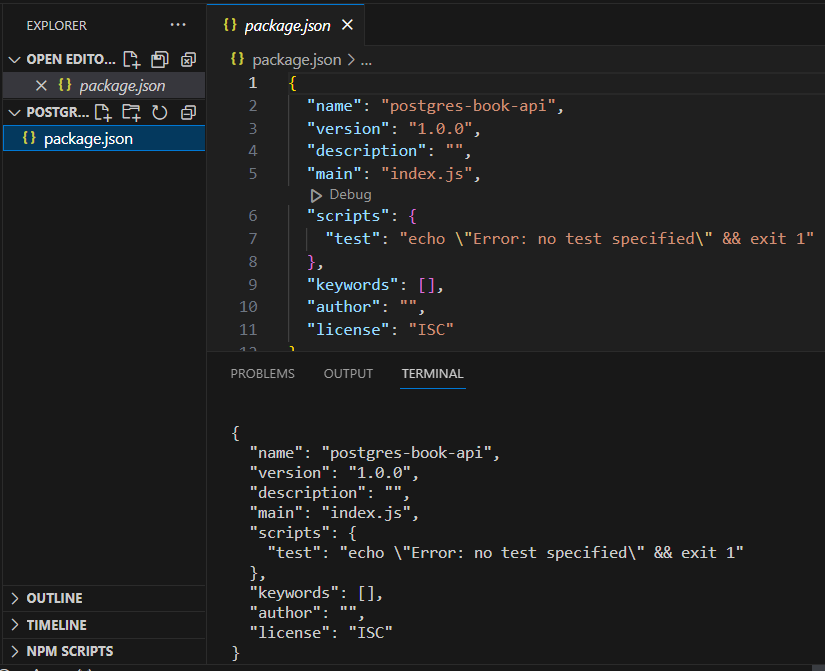 EXPLORER ...
OPEN EDITO...
package.json
POSTGR...
{} package.json
{} package.json
{} package.json > ...
1 {
2 "name": "postgres-book-api",
3 "version": "1.0.0",
4 "description": "",
5 "main": "index.js",
Debug
6 "scripts": {
7 "test": "echo \"Error: no test specified\" && exit 1"
8 },
9 "keywords": [],
10 "author": "",
11 "license": "ISC"
12 }
PROBLEMS OUTPUT TERMINAL
{
"name": "postgres-book-api",
"version": "1.0.0",
"description": "",
"main": "index.js",
"scripts": {
"test": "echo \"Error: no test specified\" && exit 1"
},
"keywords": [],
"author": "",
"license": "ISC"
}
OUTLINE
TIMELINE
NPM SCRIPTS